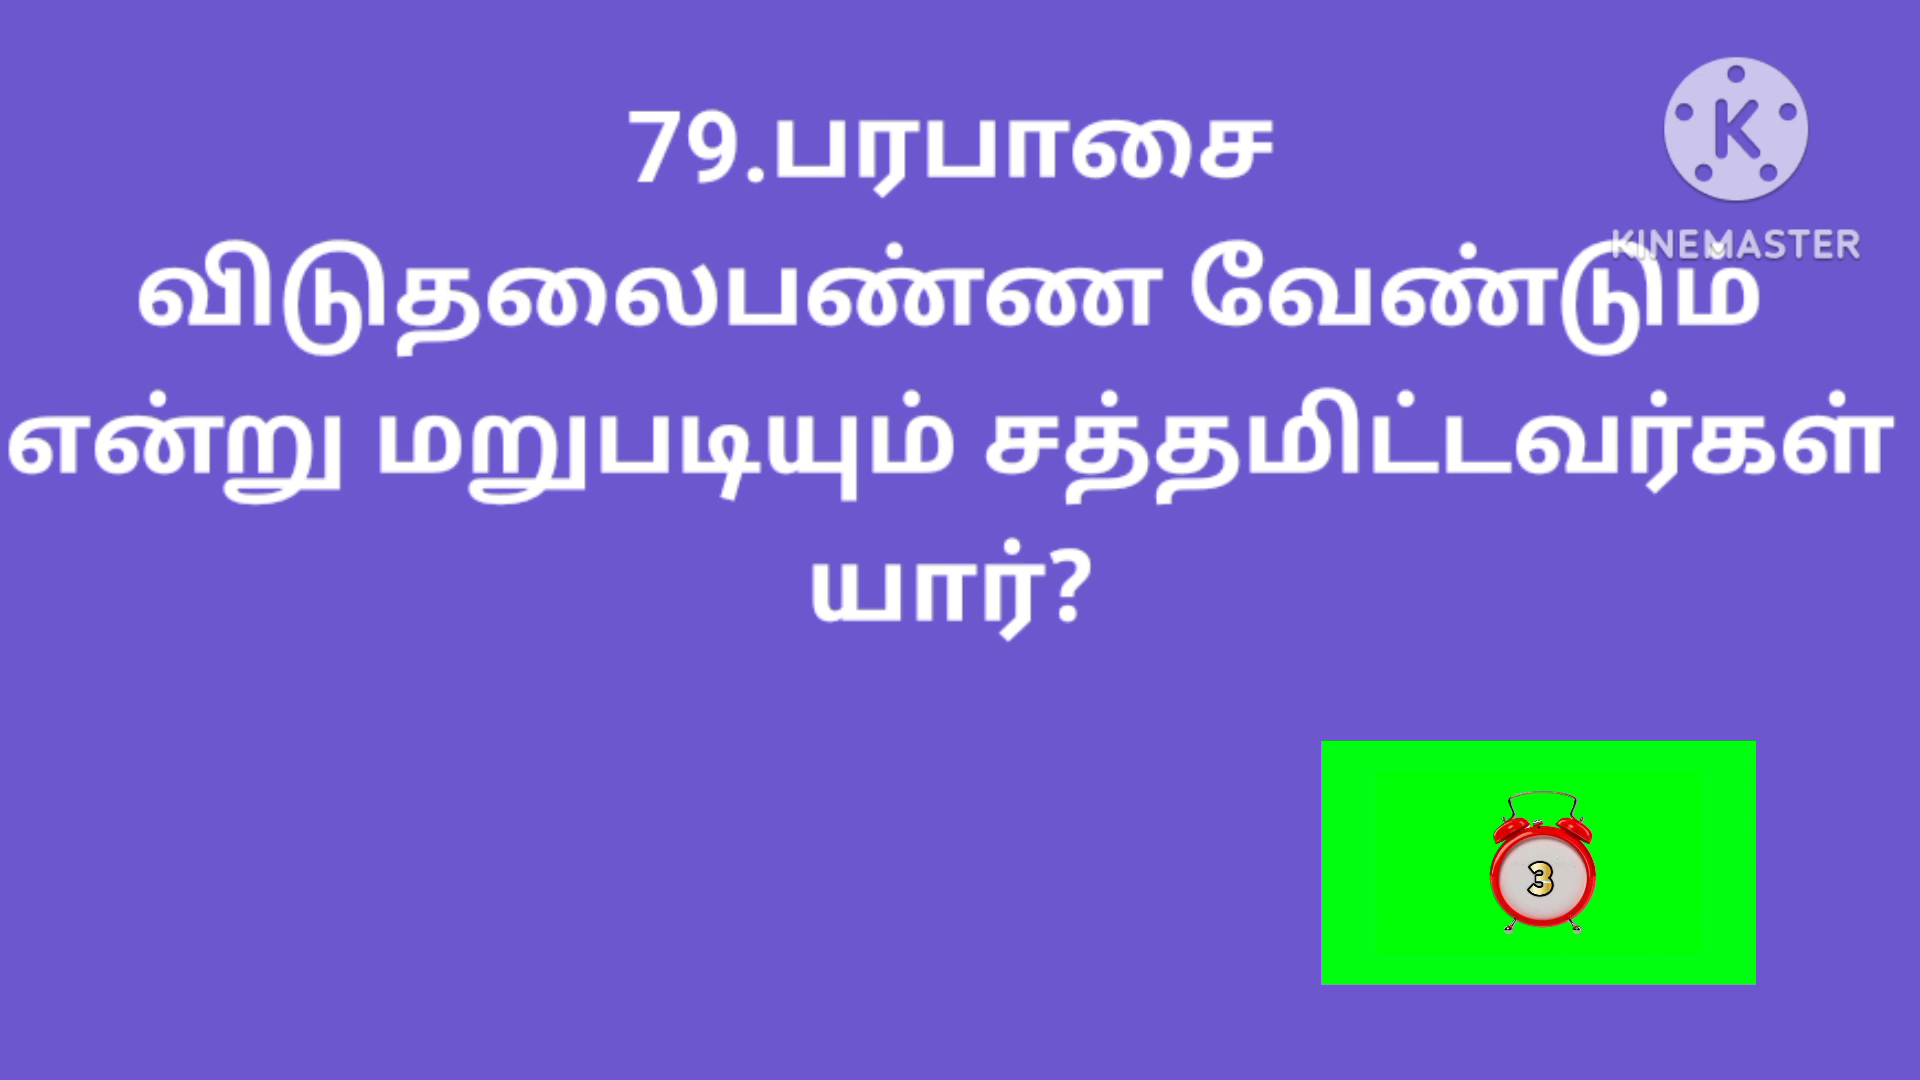 79.பரபாசை
விடுதலைபண்ண வேண்டும்
என்று மறுபடியும் சத்தமிட்டவர்கள்
யார்?
K
KINEMASTER
3